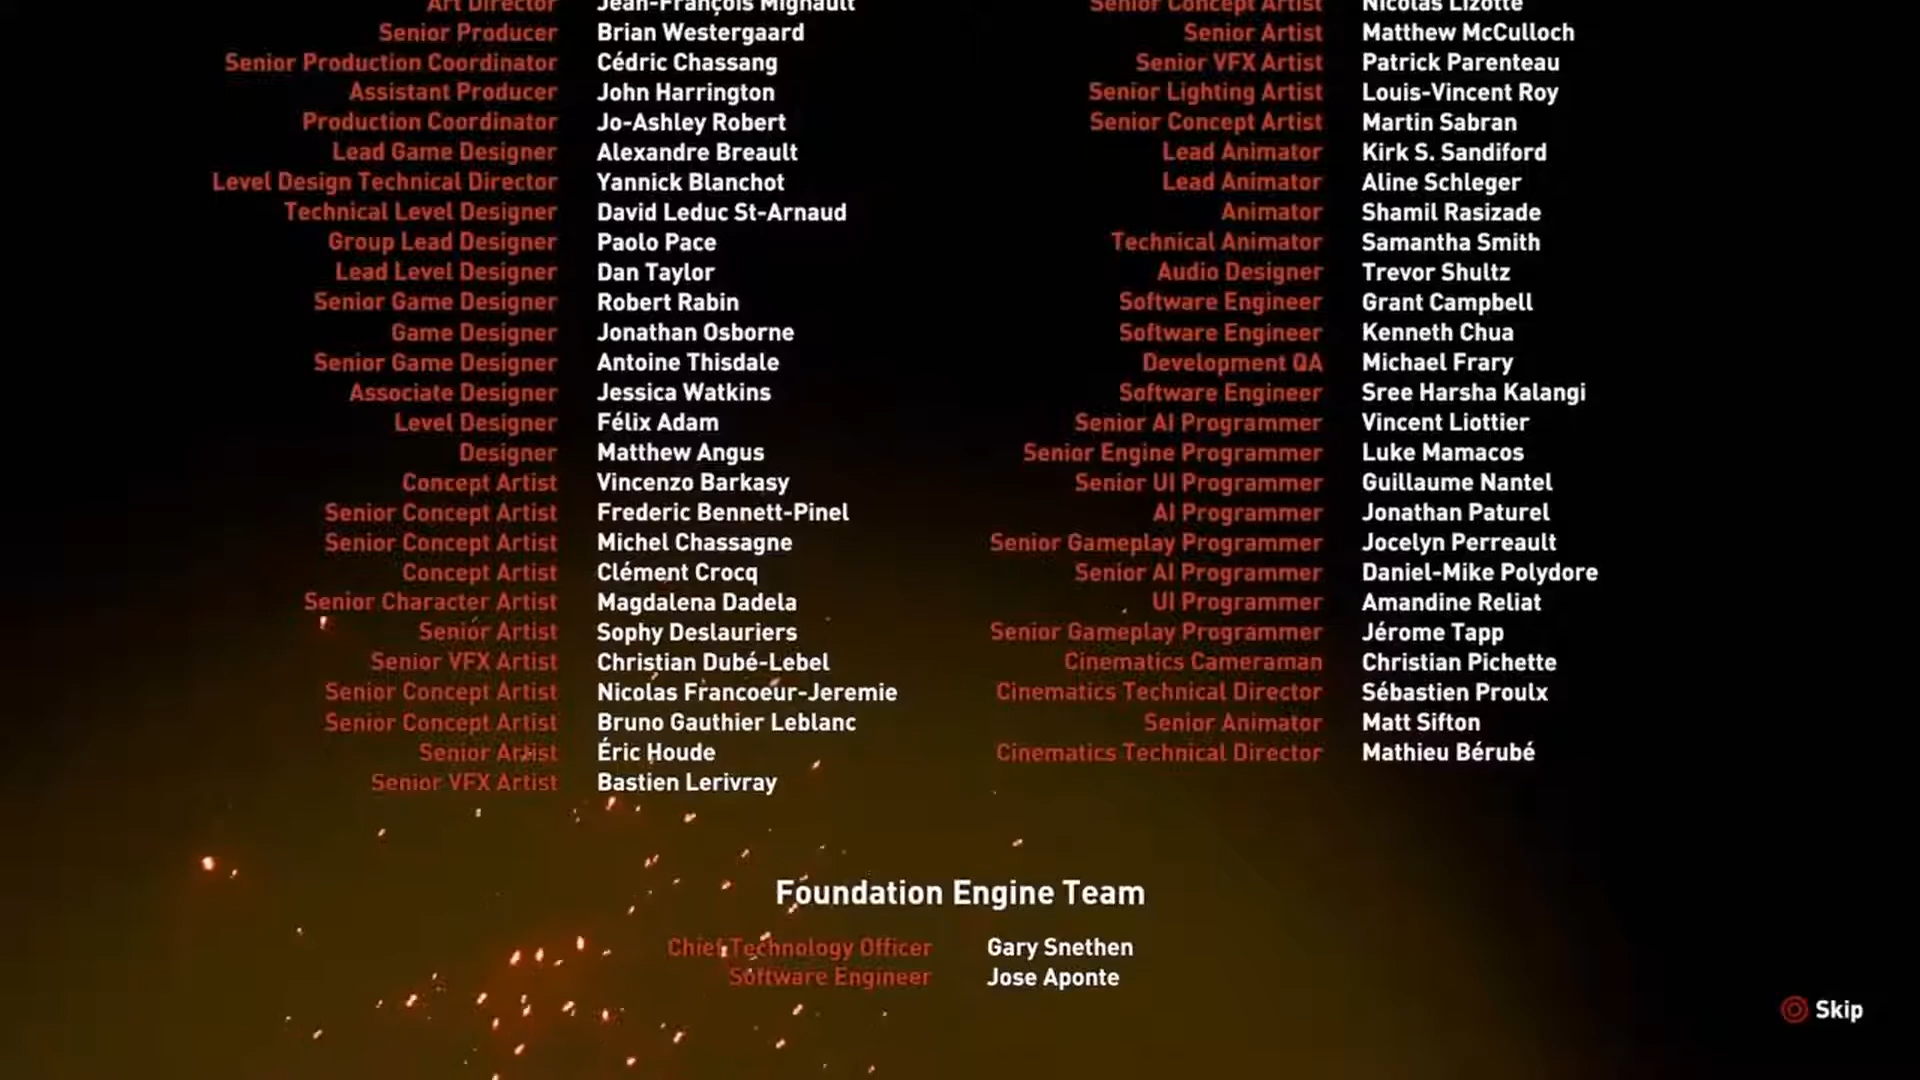 Art Director Jean-François Mignault
Senior Producer Brian Westergaard
Senior Production Coordinator Cédric Chassang
Assistant Producer John Harrington
Production Coordinator Jo-Ashley Robert
Lead Game Designer Alexandre Breault
Level Design Technical Director Yannick Blanchot
Technical Level Designer David Leduc St-Arnaud
Group Lead Designer Paolo Pace
Lead Level Designer Dan Taylor
Senior Game Designer Robert Rabin
Game Designer Jonathan Osborne
Senior Game Designer Antoine Thisdale
Associate Designer Jessica Watkins
Level Designer Félix Adam
Designer Matthew Angus
Concept Artist Vincenzo Barkasy
Senior Concept Artist Frederic Bennett-Pinel
Senior Concept Artist Michel Chassagne
Concept Artist Clément Crocq
Senior Character Artist Magdalena Dadela
Senior Artist Sophy Deslauriers
Senior VFX Artist Christian Dubé-Lebel
Senior Concept Artist Nicolas Francoeur-Jeremie
Senior Concept Artist Bruno Gauthier Leblanc
Senior Artist Éric Houde
Senior VFX Artist Bastien Lerivray
Senior Concept Artist Nicolas Lizotte
Senior Artist Matthew McCulloch
Senior VFX Artist Patrick Parenteau
Senior Lighting Artist Louis-Vincent Roy
Senior Concept Artist Martin Sabran
Lead Animator Kirk S. Sandiford
Lead Animator Aline Schleger
Animator Shamil Rasizade
Technical Animator Samantha Smith
Audio Designer Trevor Shultz
Software Engineer Grant Campbell
Software Engineer Kenneth Chua
Development QA Michael Frary
Software Engineer Sree Harsha Kalangi
Senior AI Programmer Vincent Liottier
Senior Engine Programmer Luke Mamacos
Senior UI Programmer Guillaume Nantel
AI Programmer Jonathan Paturel
Senior Gameplay Programmer Jocelyn Perreault
Senior AI Programmer Daniel-Mike Polydore
UI Programmer Amandine Reliat
Senior Gameplay Programmer Jérome Tapp
Cinematics Cameraman Christian Pichette
Cinematics Technical Director Sébastien Proulx
Senior Animator Matt Sifton
Cinematics Technical Director Mathieu Bérubé
Foundation Engine Team
Chief Technology Officer Gary Snethen
Software Engineer Jose Aponte
Skip